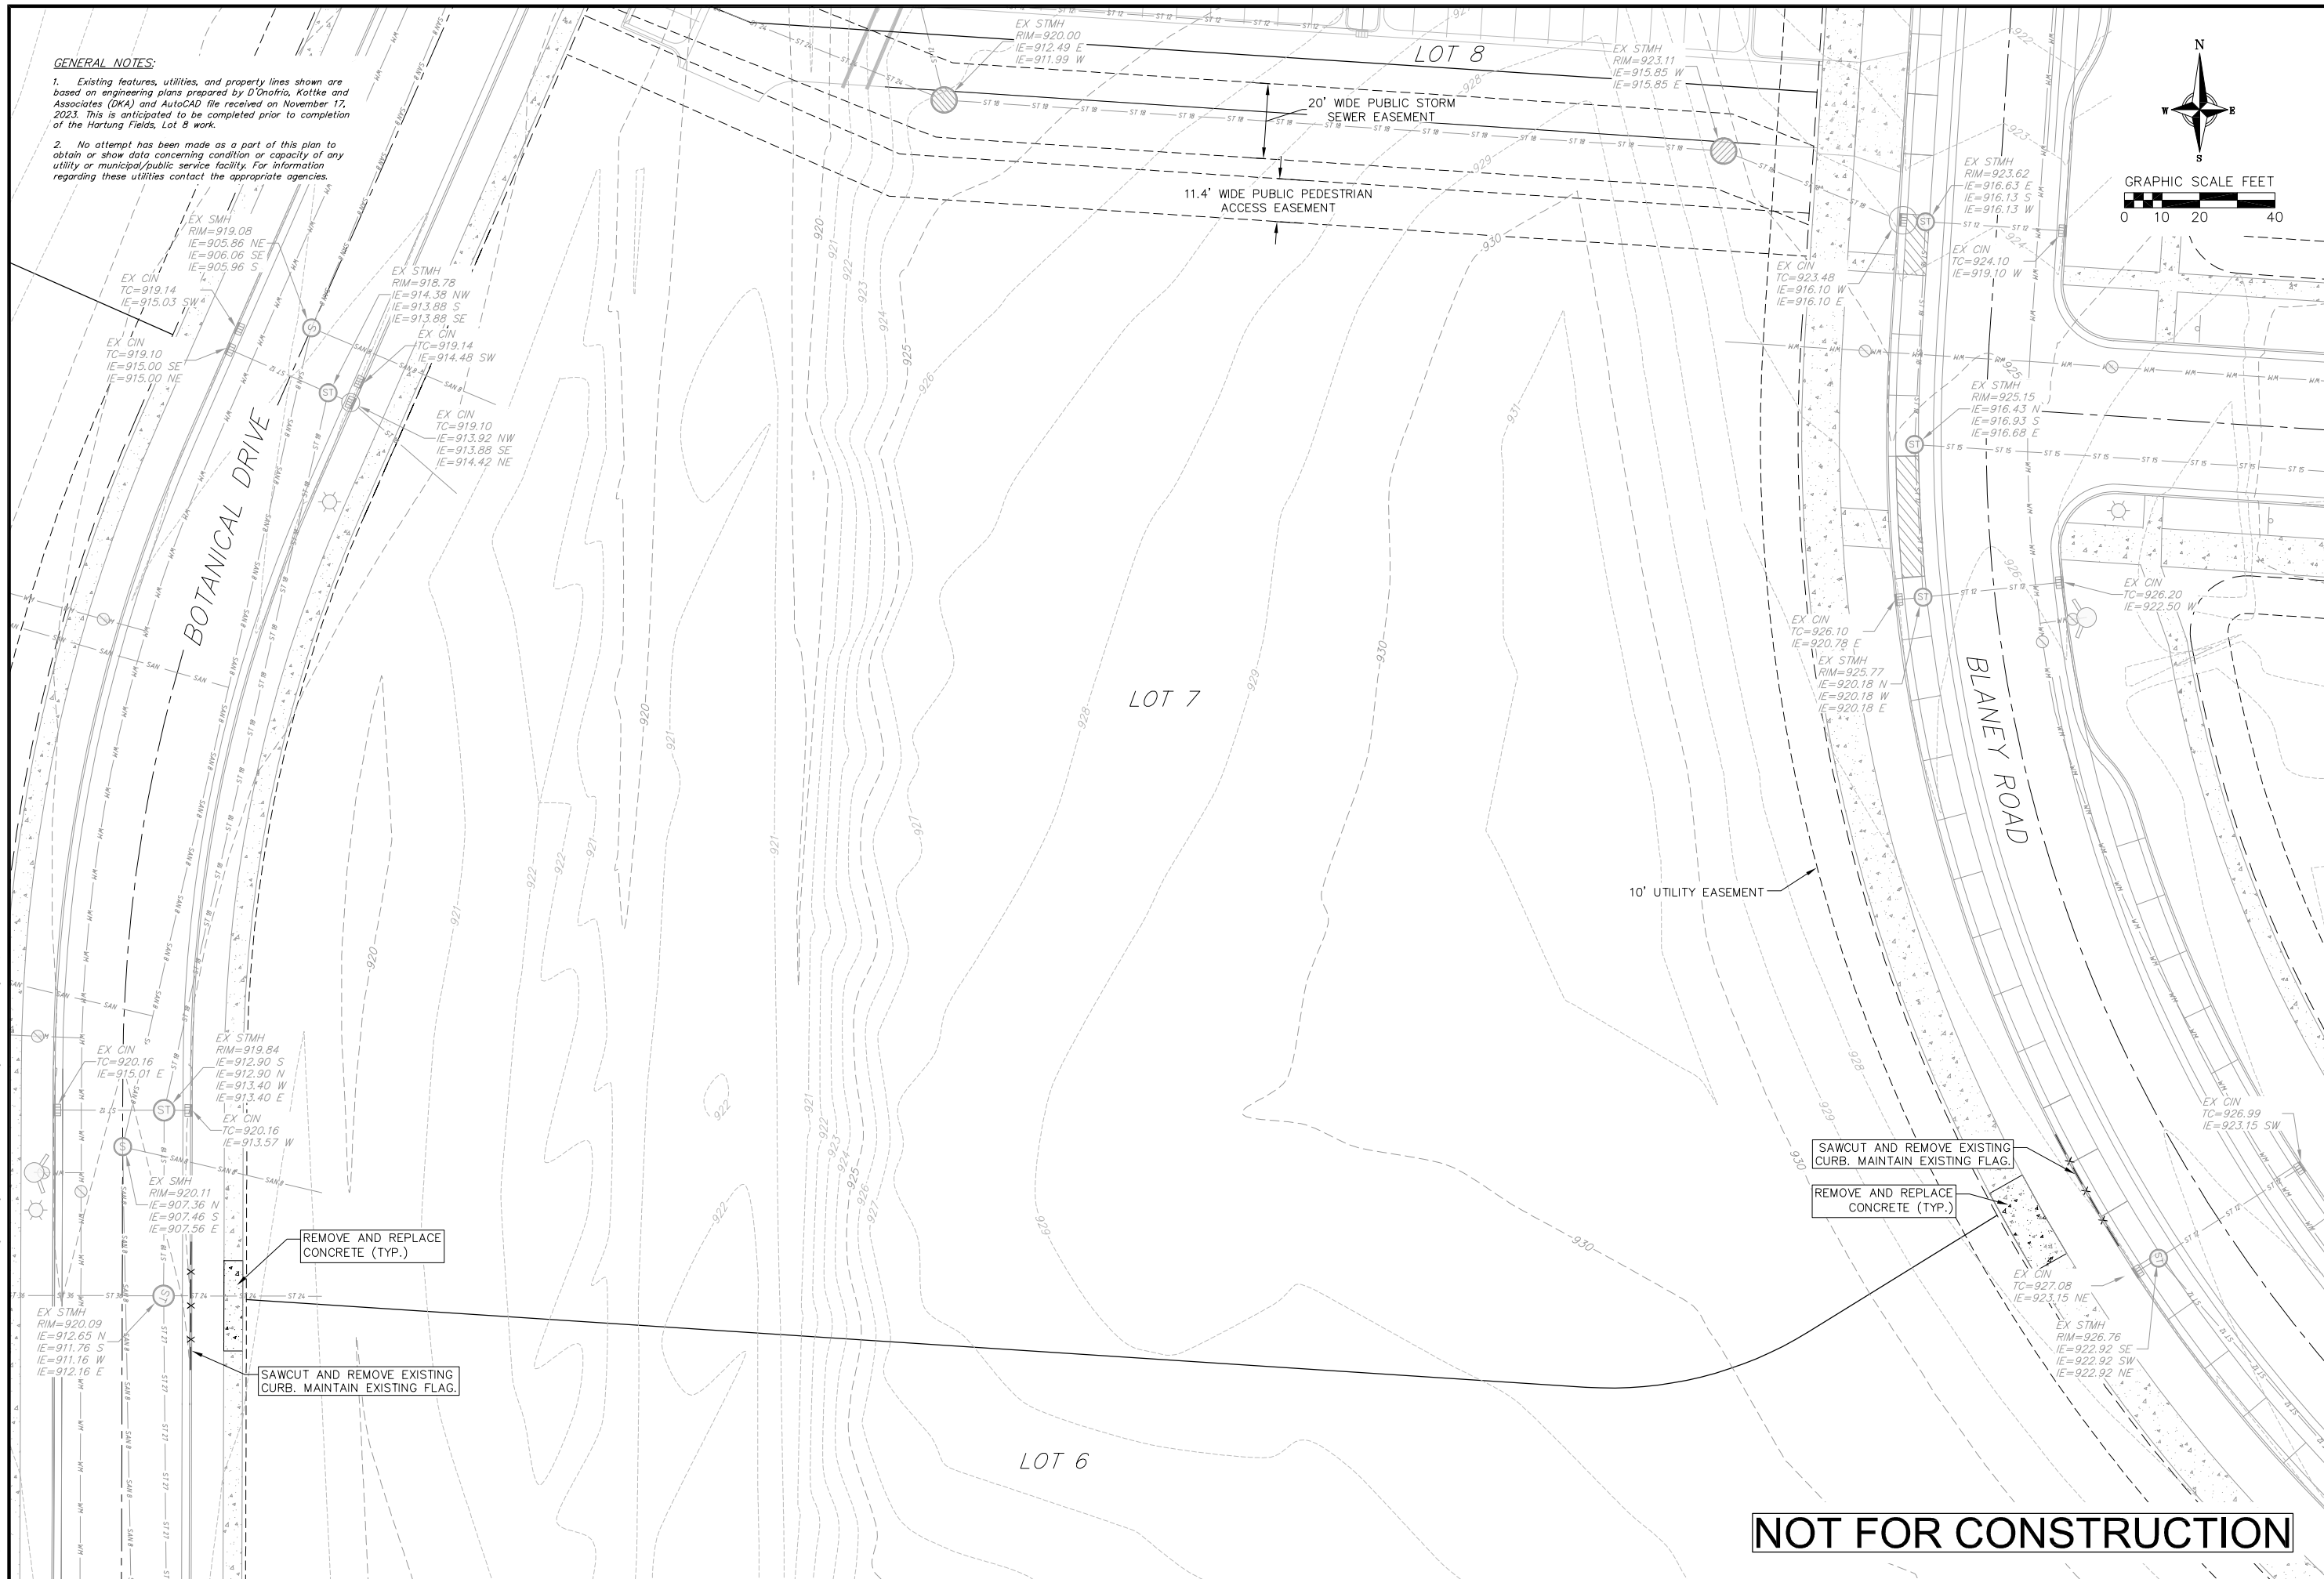 GENERAL NOTES:
1. Existing features, utilities, and property lines shown are
based on engineering plans prepared by D'Onofrio, Kottke and
Associates (DKA) and AutoCAD file received on November 17,
2023. This is anticipated to be completed prior to completion
of the Hartung Fields, Lot 8 work.
2. No attempt has been made as a part of this plan to
obtain or show data concerning condition or capacity of any
utility or municipal/public service facility. For information
regarding these utilities contact the appropriate agencies.
EX STMH
RIM=920.00
IE=912.49 E
IE=911.99 W
LOT 8
EX STMH
RIM=923.11
IE=915.85 W
IE=915.85 E
20' WIDE PUBLIC STORM
SEWER EASEMENT
11.4' WIDE PUBLIC PEDESTRIAN
ACCESS EASEMENT
N
W
E
S
GRAPHIC SCALE FEET
0 10 20 40
EX STMH
RIM=923.62
IE=916.63 E
IE=916.13 S
IE=916.13 W
EX CIN
TC=924.10
IE=919.10 W
EX CIN
TC=923.48
IE=916.10 W
IE=916.10 E
EX SMH
RIM=919.08
IE=905.86 NE
IE=906.06 SE
IE=905.96 S
EX CIN
TC=919.14
IE=915.03 SW
EX CIN
TC=919.10
IE=915.00 SE
IE=915.00 NE
EX STMH
RIM=918.78
IE=914.38 NW
IE=913.88 S
IE=913.88 SE
EX CIN
TC=919.14
IE=914.48 SW
EX CIN
TC=919.10
IE=913.92 NW
IE=913.88 SE
IE=914.42 NE
BOTANICAL DRIVE
EX STMH
RIM=925.15
IE=916.43 N
IE=916.93 S
IE=916.68 E
EX CIN
TC=926.20
IE=922.50 W
EX CIN
TC=926.10
IE=920.78 E
EX STMH
RIM=925.77
IE=920.18 N
IE=920.18 W
IE=920.18 E
BLANEY ROAD
LOT 7
10' UTILITY EASEMENT
EX CIN
TC=920.16
IE=915.01 E
EX STMH
RIM=919.84
IE=912.90 S
IE=912.90 N
IE=913.40 W
IE=913.40 E
EX CIN
TC=920.16
IE=913.57 W
EX SMH
RIM=920.11
IE=907.36 N
IE=907.46 S
IE=907.56 E
REMOVE AND REPLACE
CONCRETE (TYP.)
EX STMH
RIM=920.09
IE=912.65 N
IE=911.76 S
IE=911.16 W
IE=912.16 E
SAWCUT AND REMOVE EXISTING
CURB. MAINTAIN EXISTING FLAG.
SAWCUT AND REMOVE EXISTING
CURB. MAINTAIN EXISTING FLAG.
REMOVE AND REPLACE
CONCRETE (TYP.)
EX CIN
TC=926.99
IE=923.15 SW
EX CIN
TC=927.08
IE=923.15 NE
EX STMH
RIM=926.76
IE=922.92 SE
IE=922.92 SW
IE=922.92 NE
LOT 6
NOT FOR CONSTRUCTION